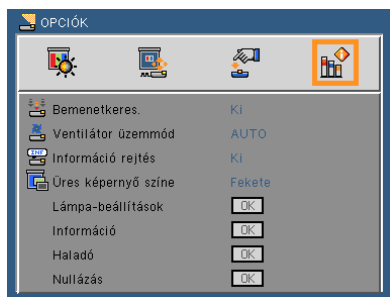 OPCIÓK
Bemenetkeres. Ki
Ventilátor üzemmód AUTO
Információ rejtés Ki
Üres képernyő színe Fekete
Lámpa-beállítások OK
Információ OK
Haladó OK
Nullázás OK